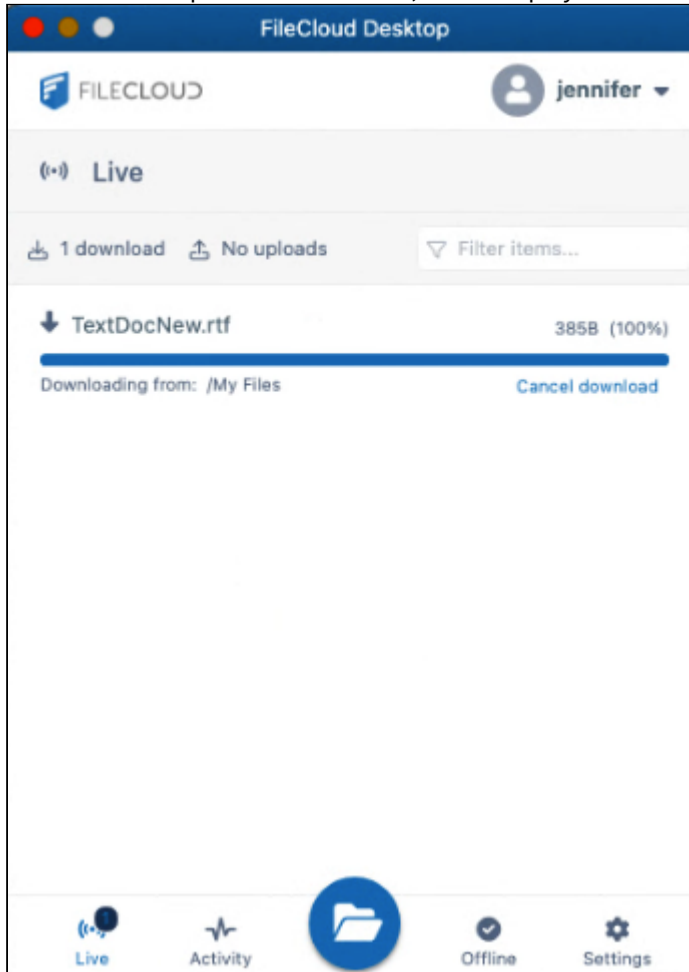 FileCloud Desktop
FILECLOUD
jennifer
Live
1 download No uploads Filter items...
TextDocNew.rtf 385B (100%)
Downloading from: /My Files Cancel download
1
Live Activity Offline Settings